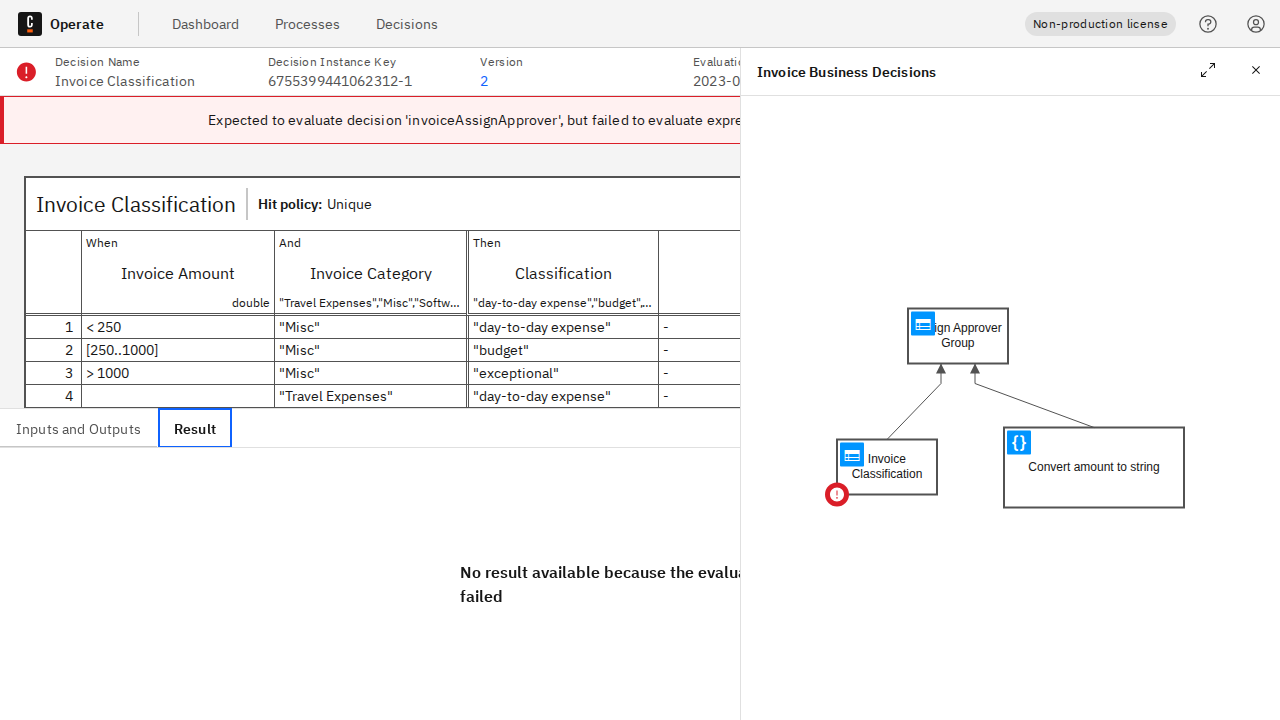 Operate
Dashboard
Processes
Decisions
Non-production license
Decision Name
Invoice Classification
Decision Instance Key
6755399441062312-1
Version
2
2023-0
Invoice Business Decisions
Expected to evaluate decision 'invoiceAssignApprover', but failed to evaluate expre
Invoice Classification
Hit policy: Unique
When
And
Then
Invoice Amount
Invoice Category
Classification
double
"Travel Expenses","Misc","Softw...
"day-to-day expense","budget",...
1 < 250 "Misc" "day-to-day expense" -
2 [250..1000] "Misc" "budget" -
3 > 1000 "Misc" "exceptional" -
4 "Travel Expenses" "day-to-day expense" -
Inputs and Outputs
Result
No result available because the evalua
failed
Approver
Group
Invoice
Classification
{}
Convert amount to string